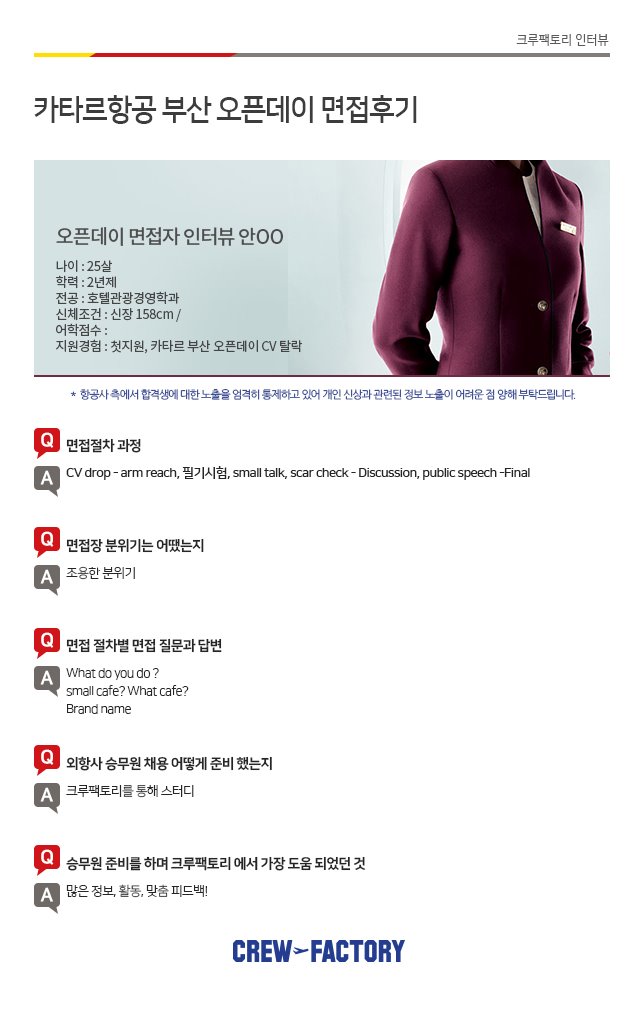 크루팩토리 인터뷰
카타르항공 부산 오픈데이 면접후기
오픈데이 면접자 인터뷰 안OO
나이 : 25살
학력 : 2년제
전공 : 호텔관광경영학과
신체조건 : 신장 158cm /
어학점수 :
지원경험 : 첫지원, 카타르 부산 오픈데이 CV 탈락
* 항공사 측에서 합격생에 대한 노출을 엄격히 통제하고 있어 개인 신상과 관련된 정보 노출이 어려운 점 양해 부탁드립니다.
Q 면접절차 과정
A CV drop - arm reach, 필기시험, small talk, scar check - Discussion, public speech -Final
Q 면접장 분위기는 어땠는지
A 조용한 분위기
Q 면접 절차별 면접 질문과 답변
A What do you do ?
small cafe? What cafe?
Brand name
Q 외항사 승무원 채용 어떻게 준비 했는지
A 크루팩토리를 통해 스터디
Q 승무원 준비를 하며 크루팩토리 에서 가장 도움 되었던 것
A 많은 정보, 활동, 맞춤 피드백!
CREW FACTORY